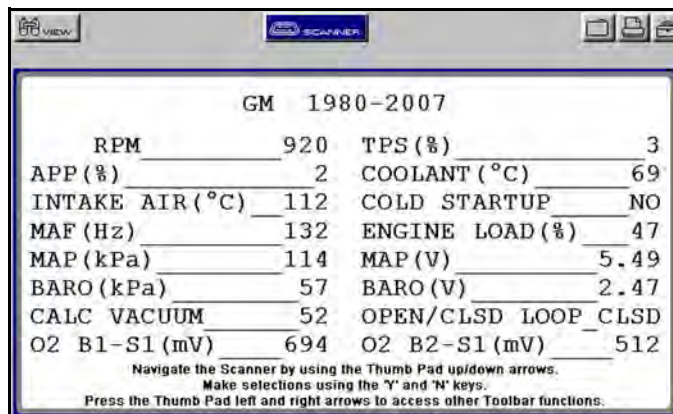 VIEW SCANNER
GM 1980-2007
RPM 920 TPS(%) 3
APP(%) 2 COOLANT(°C) 69
INTAKE AIR(°C) 112 COLD STARTUP NO
MAF(Hz) 132 ENGINE LOAD(%) 47
MAP(kPa) 114 MAP(V) 5.49
BARO(kPa) 57 BARO(V) 2.47
CALC VACUUM 52 OPEN/CLSD LOOP CLSD
O2 B1-S1(mV) 694 O2 B2-S1(mV) 512
Navigate the Scanner by using the Thumb Pad up/down arrows.
Make selections using the 'Y' and 'N' keys.
Press the Thumb Pad left and right arrows to access other Toolbar functions.